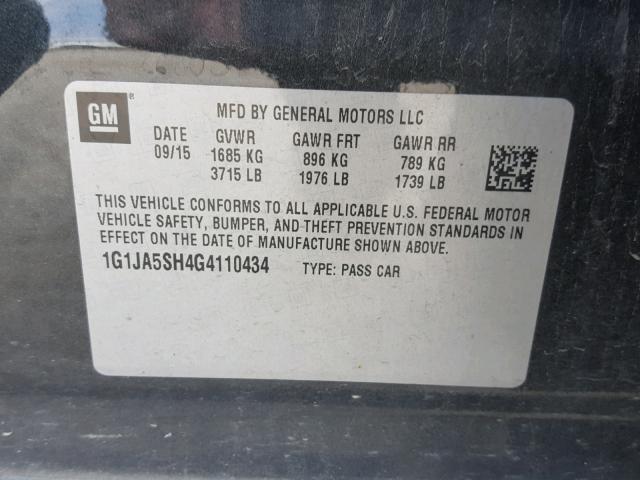 GM
MFD BY GENERAL MOTORS LLC
DATE GVWR GAWR FRT GAWR RR
09/15 1685 KG 896 KG 789 KG
3715 LB 1976 LB 1739 LB
THIS VEHICLE CONFORMS TO ALL APPLICABLE U.S. FEDERAL MOTOR
VEHICLE SAFETY, BUMPER, AND THEFT PREVENTION STANDARDS IN
EFFECT ON THE DATE OF MANUFACTURE SHOWN ABOVE.
1G1JA5SH4G4110434 TYPE: PASS CAR